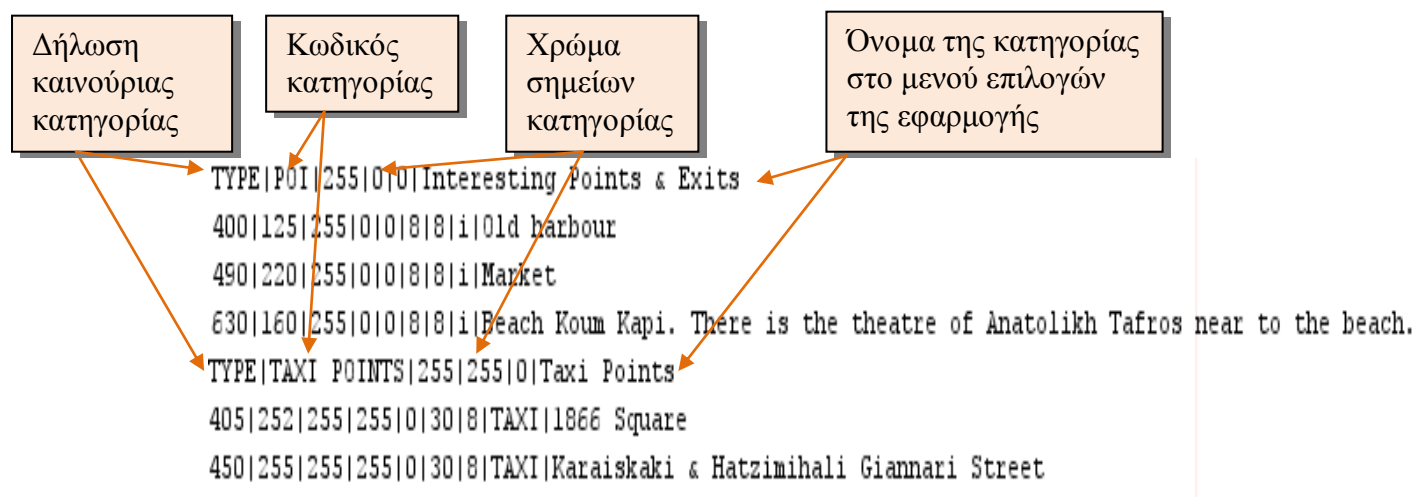 Δήλωση
καινούριας
κατηγορίας
Κωδικός
κατηγορίας
Χρώμα
σημείων
κατηγορίας
Όνομα της κατηγορίας
στο μενού επιλογών
της εφαρμογής
TYPE|POI|255|0|0|Interesting Points & Exits
400|125|255|0|0|8|8|i|Old harbour
490|220|255|0|0|8|8|i|Market
630|160|255|0|0|8|8|i|Beach Koum Kapi. There is the theatre of Anatolikh Tafros near to the beach.
TYPE|TAXI POINTS|255|255|0|Taxi Points
405|252|255|255|0|30|8|TAXI|1866 Square
450|255|255|255|0|30|8|TAXI|Karaiskaki & Hatzimihali Giannari Street